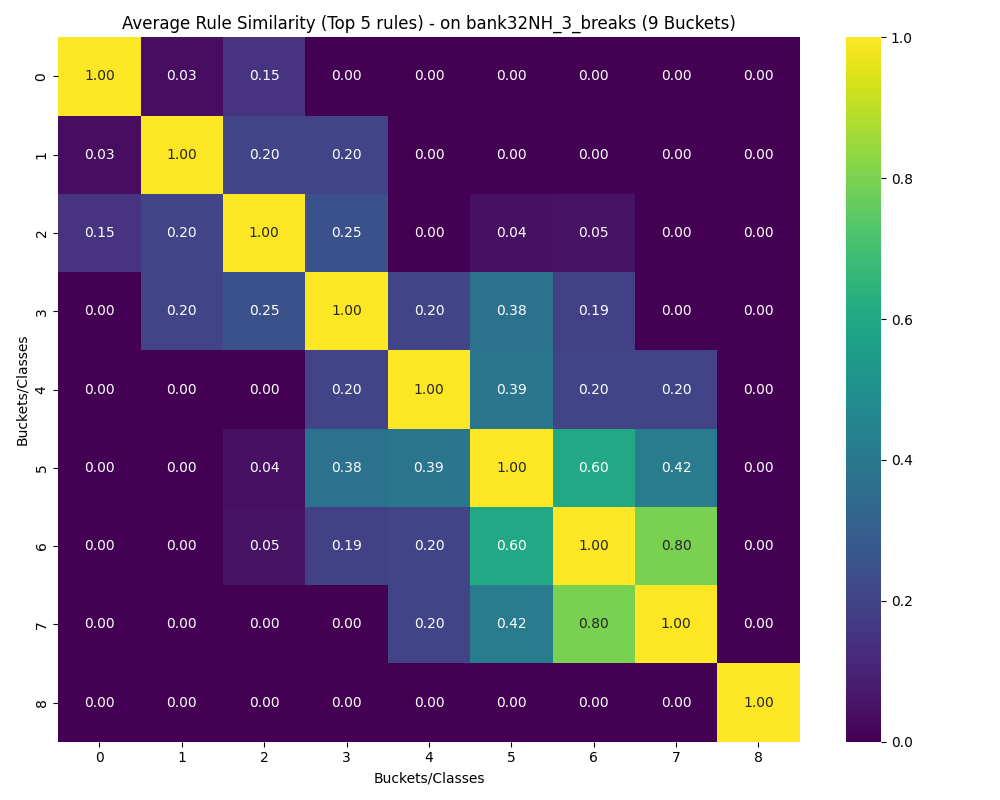 Average Rule Similarity (Top 5 rules) - on bank32NH_3_breaks (9 Buckets)
Buckets/Classes
0 1.00 0.03 0.15 0.00 0.00 0.00 0.00 0.00 0.00
1 0.03 1.00 0.20 0.20 0.00 0.00 0.00 0.00 0.00
2 0.15 0.20 1.00 0.25 0.00 0.04 0.05 0.00 0.00
3 0.00 0.20 0.25 1.00 0.20 0.38 0.19 0.00 0.00
4 0.00 0.00 0.00 0.20 1.00 0.39 0.20 0.20 0.00
5 0.00 0.00 0.04 0.38 0.39 1.00 0.60 0.42 0.00
6 0.00 0.00 0.05 0.19 0.20 0.60 1.00 0.80 0.00
7 0.00 0.00 0.00 0.00 0.20 0.42 0.80 1.00 0.00
8 0.00 0.00 0.00 0.00 0.00 0.00 0.00 0.00 1.00
0 1 2 3 4 5 6 7 8
Buckets/Classes
1.0
0.8
0.6
0.4
0.2
0.0